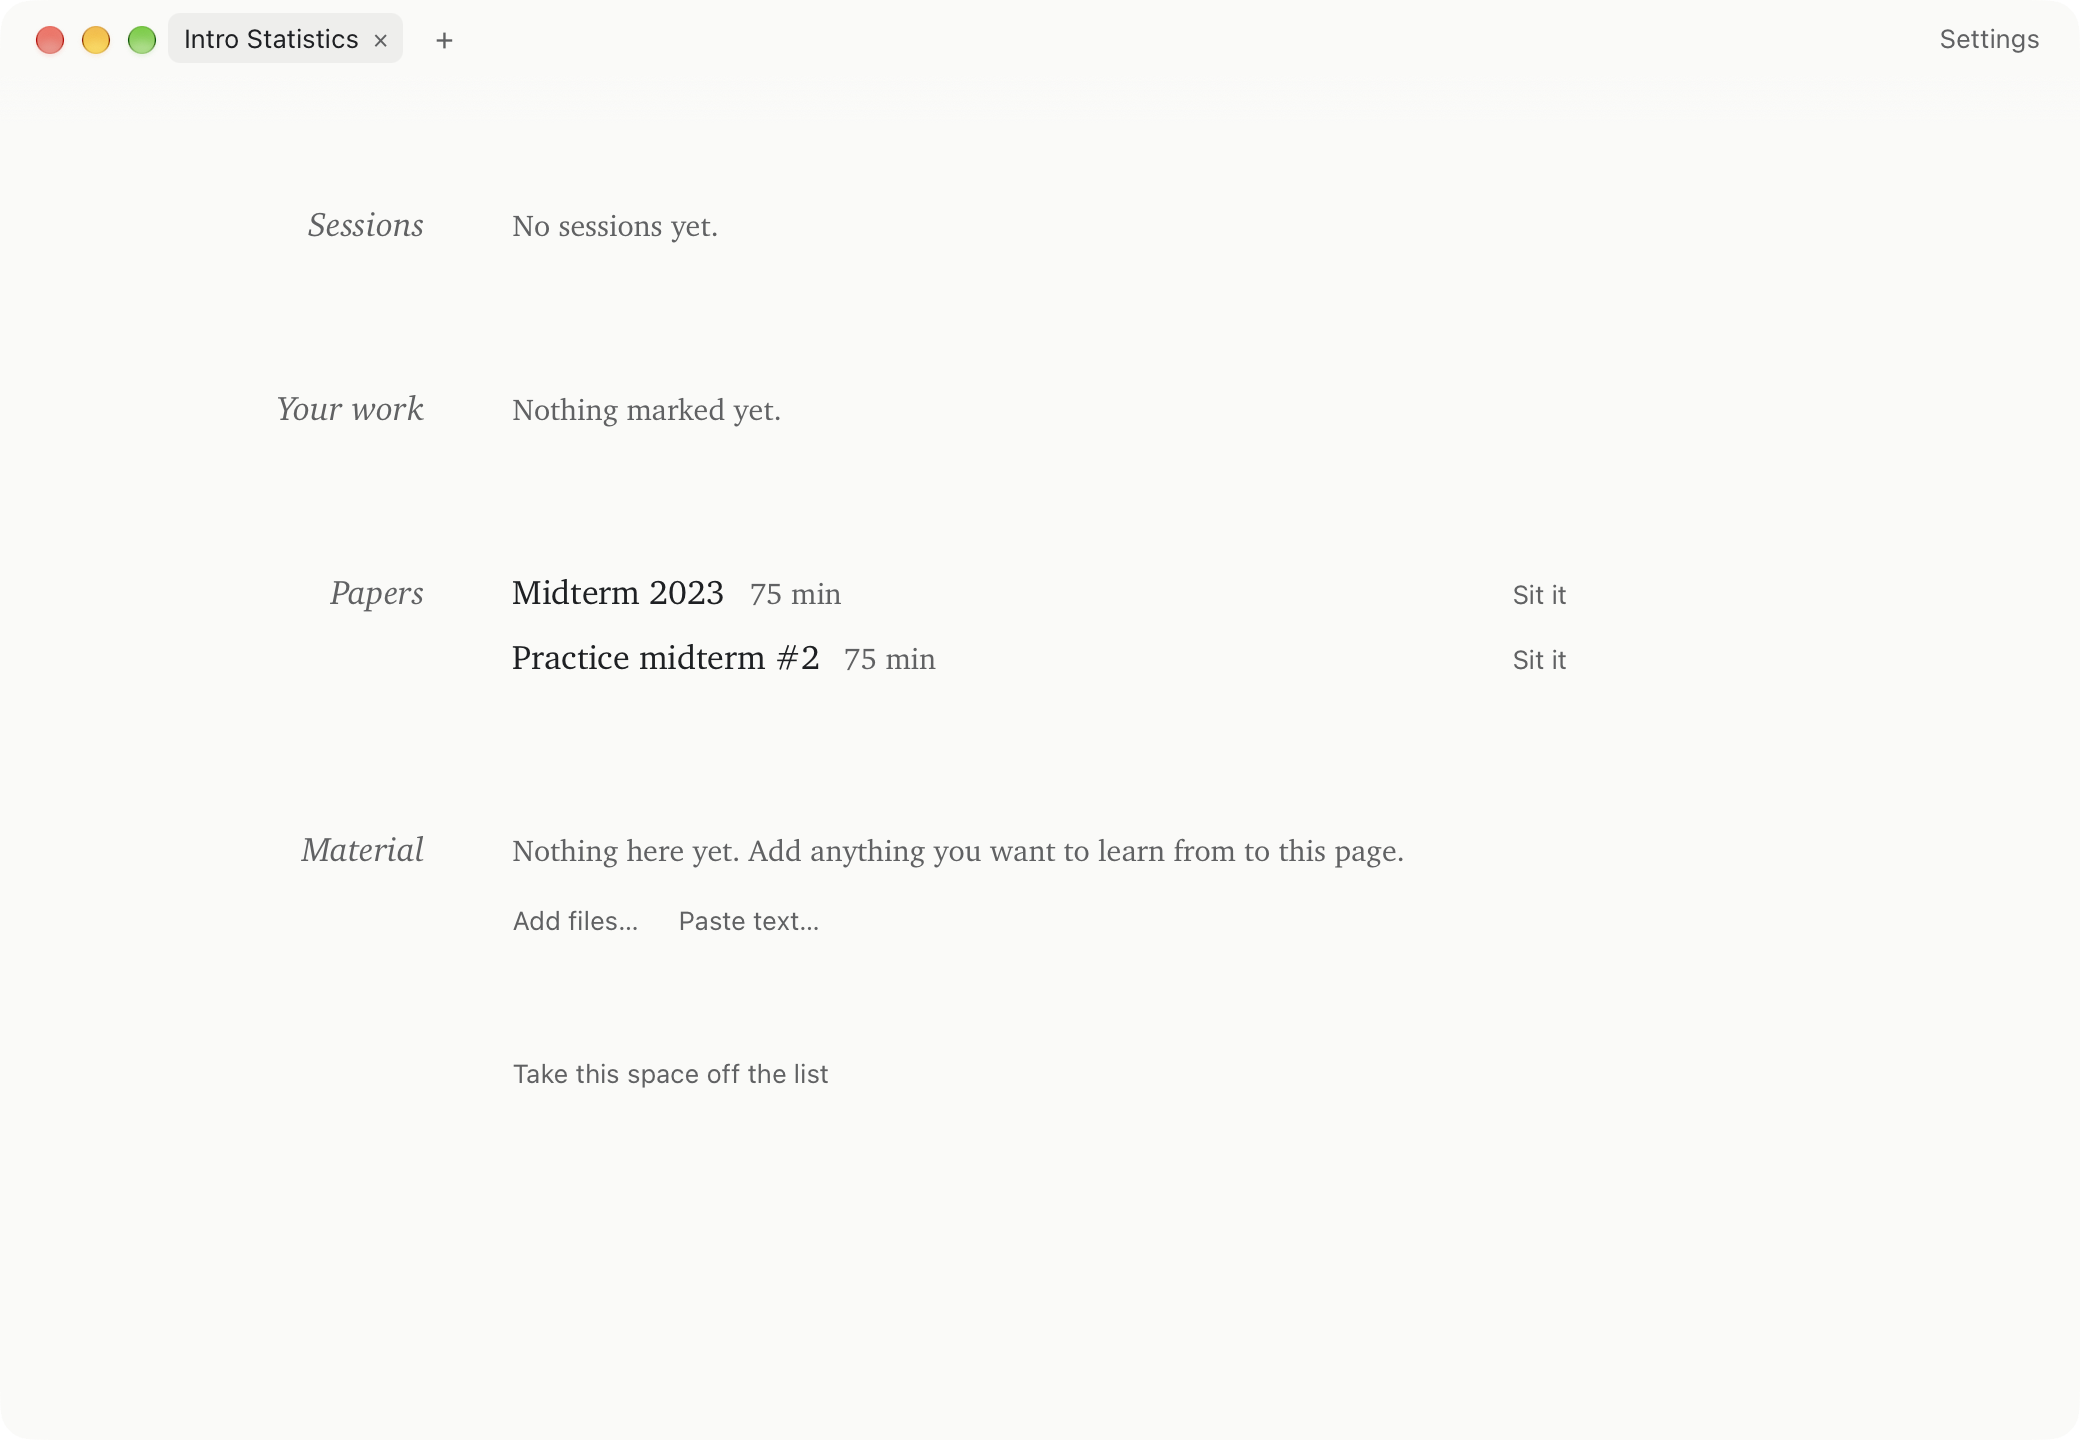 Intro Statistics × +
Settings
Sessions
No sessions yet.
Your work
Nothing marked yet.
Papers
Midterm 2023 75 min
Sit it
Practice midterm #2 75 min
Sit it
Material
Nothing here yet. Add anything you want to learn from to this page.
Add files... Paste text...
Take this space off the list